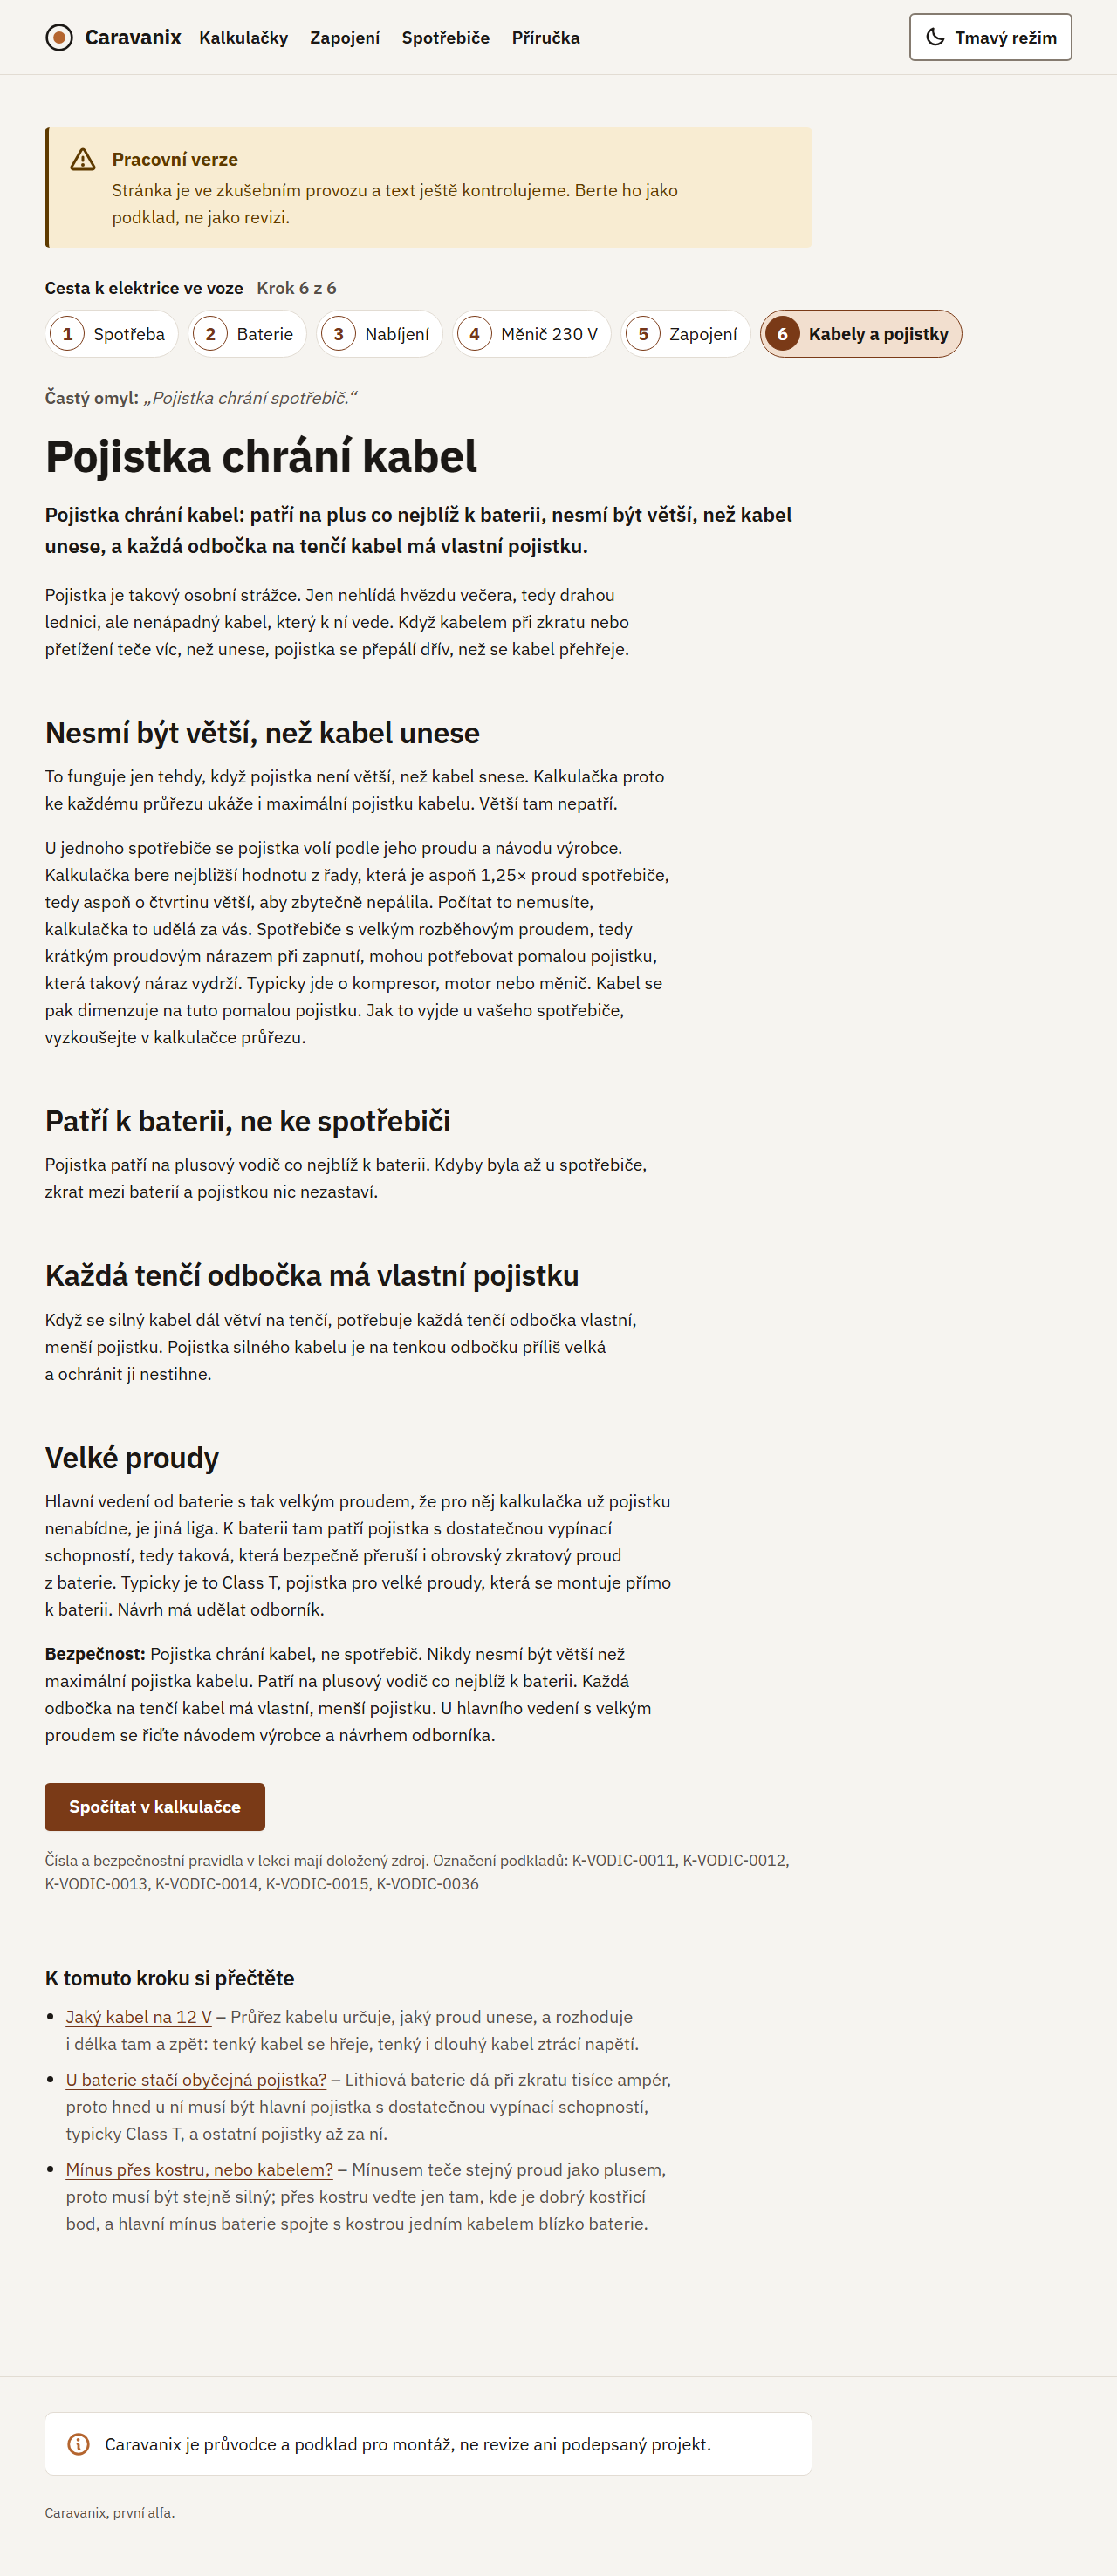 Caravanix Kalkulačky Zapojení Spotřebiče Příručka Tmavý režim
Pracovní verze
Stránka je ve zkušebním provozu a text ještě kontrolujeme. Berte ho jako
podklad, ne jako revizi.
Cesta k elektrice ve voze Krok 6 z 6
1 Spotřeba 2 Baterie 3 Nabíjení 4 Měnič 230 V 5 Zapojení 6 Kabely a pojistky
Častý omyl: „Pojistka chrání spotřebič.“
Pojistka chrání kabel
Pojistka chrání kabel: patří na plus co nejblíž k baterii, nesmí být větší, než kabel
unese, a každá odbočka na tenčí kabel má vlastní pojistku.
Pojistka je takový osobní strážce. Jen nehlídá hvězdu večera, tedy drahou
lednici, ale nenápadný kabel, který k ní vede. Když kabelem při zkratu nebo
přetížení teče víc, než unese, pojistka se přepálí dřív, než se kabel přehřeje.
Nesmí být větší, než kabel unese
To funguje jen tehdy, když pojistka není větší, než kabel snese. Kalkulačka proto
ke každému průřezu ukáže i maximální pojistku kabelu. Větší tam nepatří.
U jednoho spotřebiče se pojistka volí podle jeho proudu a návodu výrobce.
Kalkulačka bere nejbližší hodnotu z řady, která je aspoň 1,25× proud spotřebiče,
tedy aspoň o čtvrtinu větší, aby zbytečně nepálila. Počítat to nemusíte,
kalkulačka to udělá za vás. Spotřebiče s velkým rozběhovým proudem, tedy
krátkým proudovým nárazem při zapnutí, mohou potřebovat pomalou pojistku,
která takový náraz vydrží. Typicky jde o kompresor, motor nebo měnič. Kabel se
pak dimenzuje na tuto pomalou pojistku. Jak to vyjde u vašeho spotřebiče,
vyzkoušejte v kalkulačce průřezu.
Patří k baterii, ne ke spotřebiči
Pojistka patří na plusový vodič co nejblíž k baterii. Kdyby byla až u spotřebiče,
zkrat mezi baterií a pojistkou nic nezastaví.
Každá tenčí odbočka má vlastní pojistku
Když se silný kabel dál větví na tenčí, potřebuje každá tenčí odbočka vlastní,
menší pojistku. Pojistka silného kabelu je na tenkou odbočku příliš velká
a ochránit ji nestihne.
Velké proudy
Hlavní vedení od baterie s tak velkým proudem, že pro něj kalkulačka už pojistku
nenabídne, je jiná liga. K baterii tam patří pojistka s dostatečnou vypínací
schopností, tedy taková, která bezpečně přeruší i obrovský zkratový proud
z baterie. Typicky je to Class T, pojistka pro velké proudy, která se montuje přímo
k baterii. Návrh má udělat odborník.
Bezpečnost: Pojistka chrání kabel, ne spotřebič. Nikdy nesmí být větší než
maximální pojistka kabelu. Patří na plusový vodič co nejblíž k baterii. Každá
odbočka na tenčí kabel má vlastní, menší pojistku. U hlavního vedení s velkým
proudem se řiďte návodem výrobce a návrhem odborníka.
Spočítat v kalkulačce
Čísla a bezpečnostní pravidla v lekci mají doložený zdroj. Označení podkladů: K-VODIC-0011, K-VODIC-0012,
K-VODIC-0013, K-VODIC-0014, K-VODIC-0015, K-VODIC-0036
K tomuto kroku si přečtěte
Jaký kabel na 12 V – Průřez kabelu určuje, jaký proud unese, a rozhoduje
i délka tam a zpět: tenký kabel se hřeje, tenký i dlouhý kabel ztrácí napětí.
U baterie stačí obyčejná pojistka? – Lithiová baterie dá při zkratu tisíce ampér,
proto hned u ní musí být hlavní pojistka s dostatečnou vypínací schopností,
typicky Class T, a ostatní pojistky až za ní.
Mínus přes kostru, nebo kabelem? – Mínusem teče stejný proud jako plusem,
proto musí být stejně silný; přes kostru veďte jen tam, kde je dobrý kostřicí
bod, a hlavní mínus baterie spojte s kostrou jedním kabelem blízko baterie.
Caravanix je průvodce a podklad pro montáž, ne revize ani podepsaný projekt.
Caravanix, první alfa.